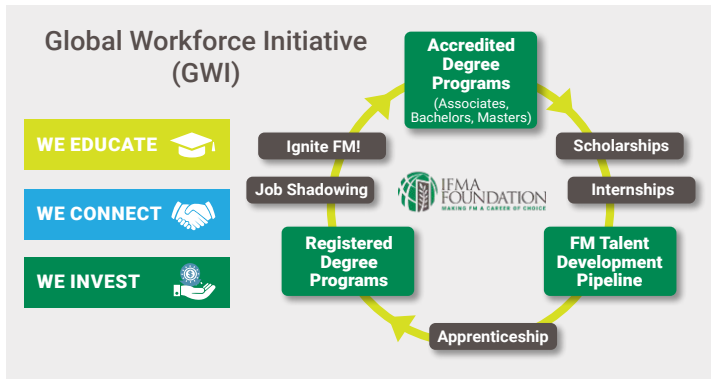 Global Workforce Initiative
(GWI)
WE EDUCATE
WE CONNECT
WE INVEST
Accredited
Degree
Programs
(Associates,
Bachelors, Masters)
Ignite FM!
Scholarships
Job Shadowing
Internships
IFMA
FOUNDATION
MAKING FM A CAREER OF CHOICE
Registered
Degree
Programs
FM Talent
Development
Pipeline
Apprenticeship